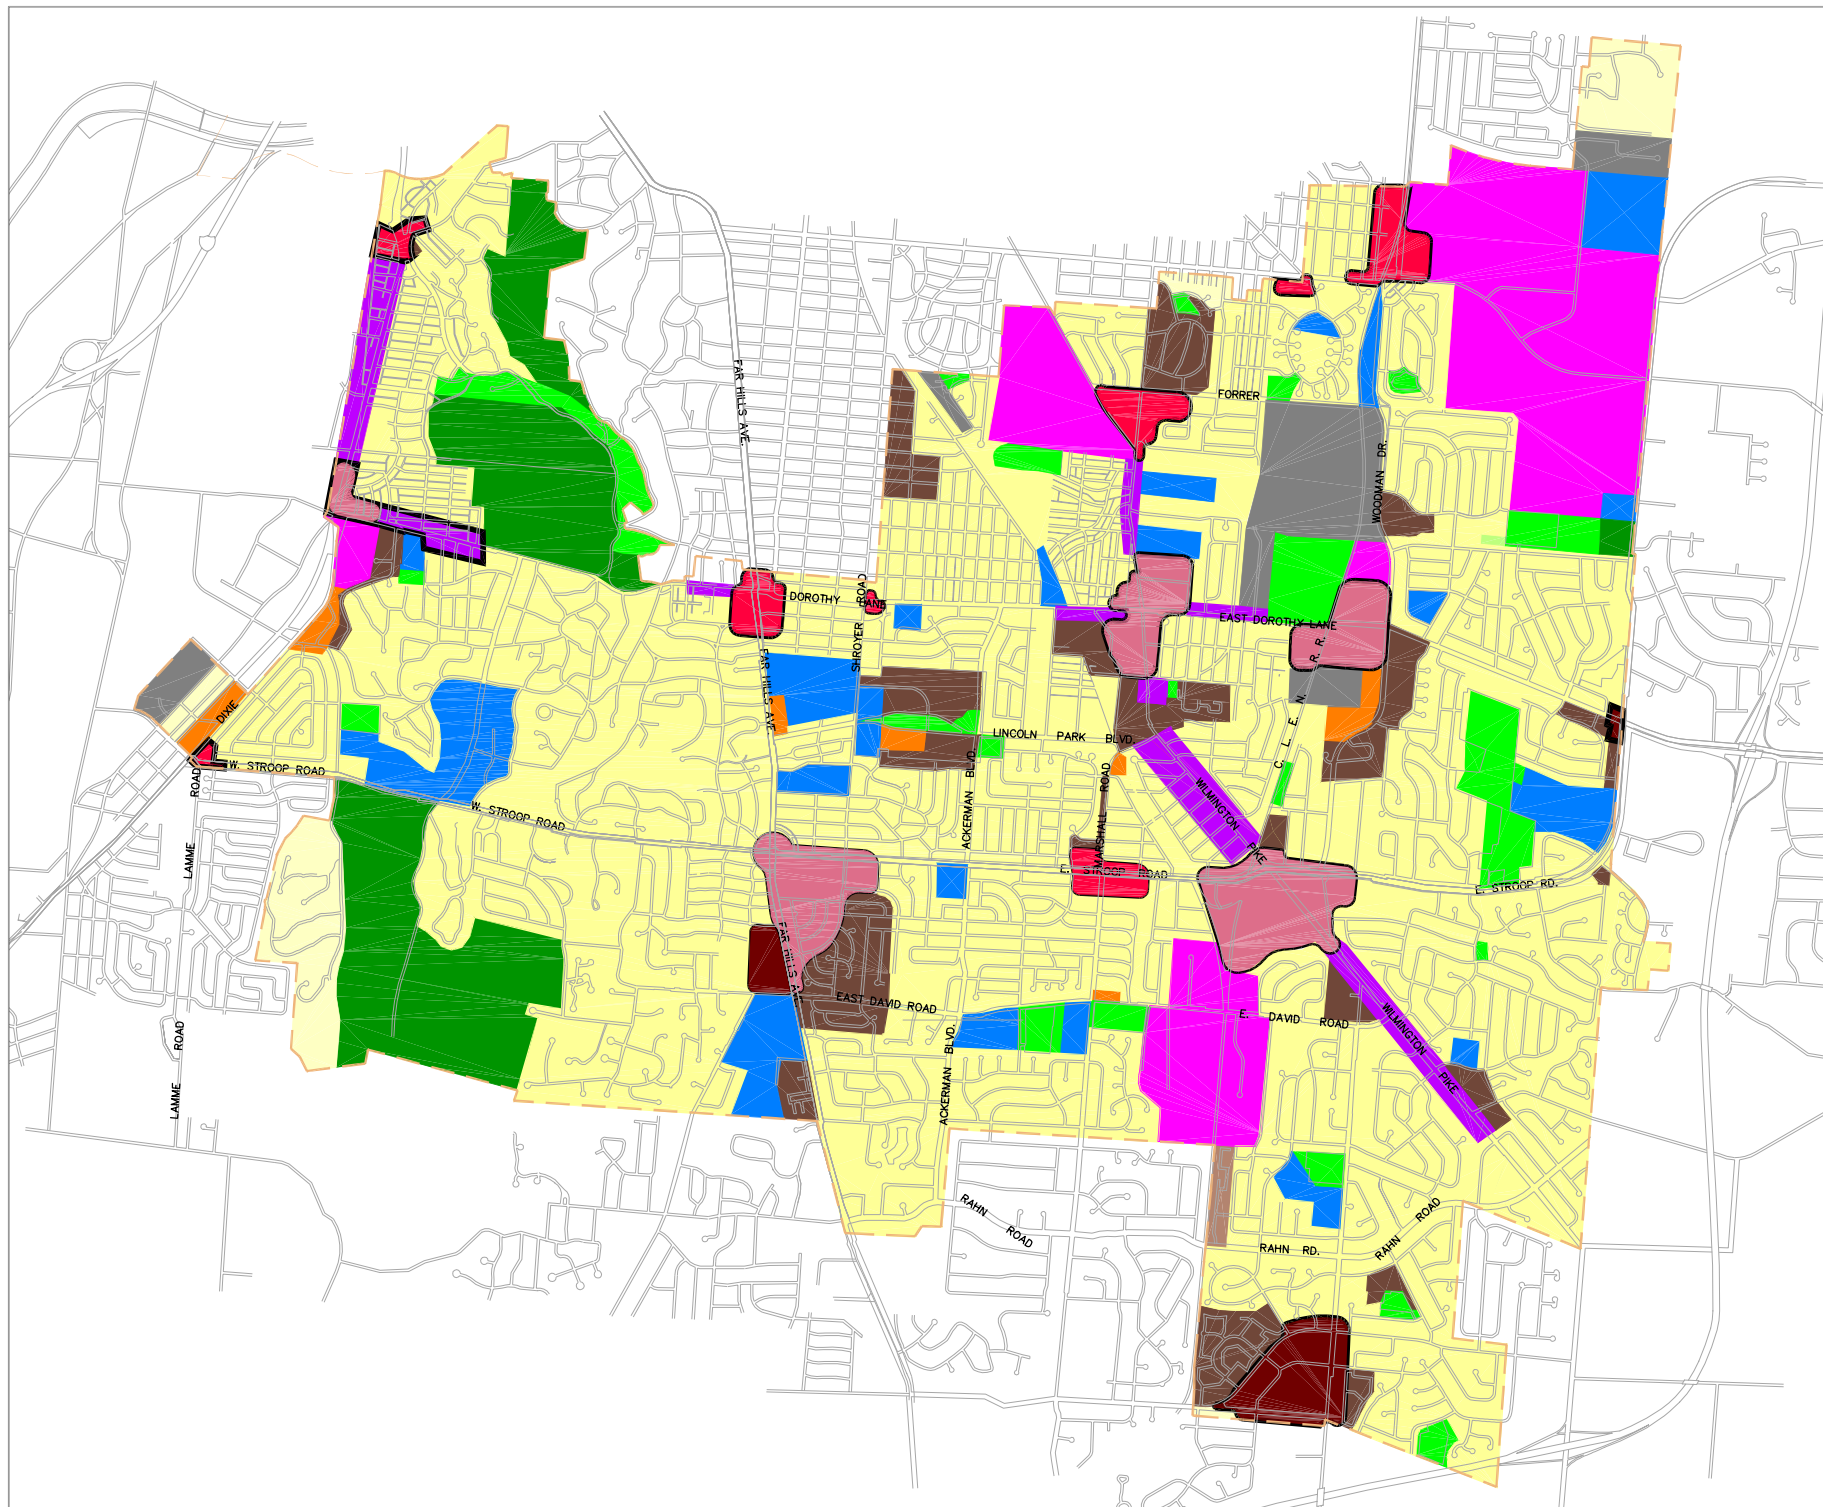 FAR HILLS AVE.
FORRER
WOODMAN DR.
DOROTHY LANE
SHROYER ROAD
EAST DOROTHY LANE
FAR HILLS AVE.
C. L. E. N. R. R.
DIXIE
LINCOLN PARK BLVD.
W. STROOP ROAD
LAMME ROAD
W. STROOP ROAD
ACKERMAN BLVD.
MARSHALL ROAD
WILMINGTON PIKE
E. STROOP ROAD
E. STROOP RD.
FAR HILLS AVE.
EAST DAVID ROAD
E. DAVID ROAD
WILMINGTON PIKE
LAMME ROAD
ACKERMAN BLVD.
RAHN ROAD
RAHN RD.
RAHN ROAD